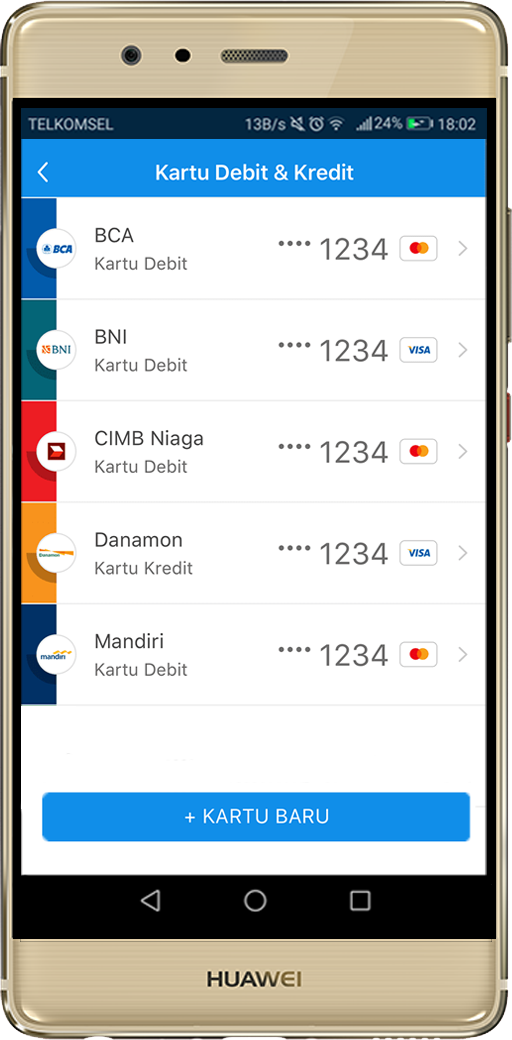 TELKOMSEL 13B/s 24% 18:02
Kartu Debit & Kredit
BCA
BCA
Kartu Debit
•••• 1234
BNI
BNI
Kartu Debit
•••• 1234 VISA
CIMB Niaga
Kartu Debit
•••• 1234
Danamon
Danamon
Kartu Kredit
•••• 1234 VISA
mandiri
Mandiri
Kartu Debit
•••• 1234
+ KARTU BARU
HUAWEI